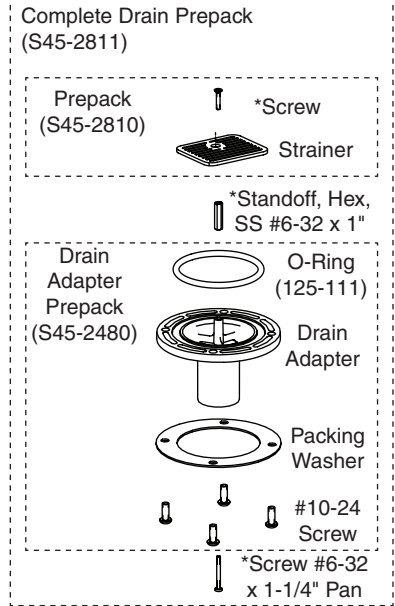 Complete Drain Prepack
(S45-2811)
Prepack
(S45-2810)
*Screw
Strainer
*Standoff, Hex,
SS #6-32 x 1"
Drain
Adapter
Prepack
(S45-2480)
O-Ring
(125-111)
Drain
Adapter
Packing
Washer
#10-24
Screw
*Screw #6-32
x 1-1/4" Pan